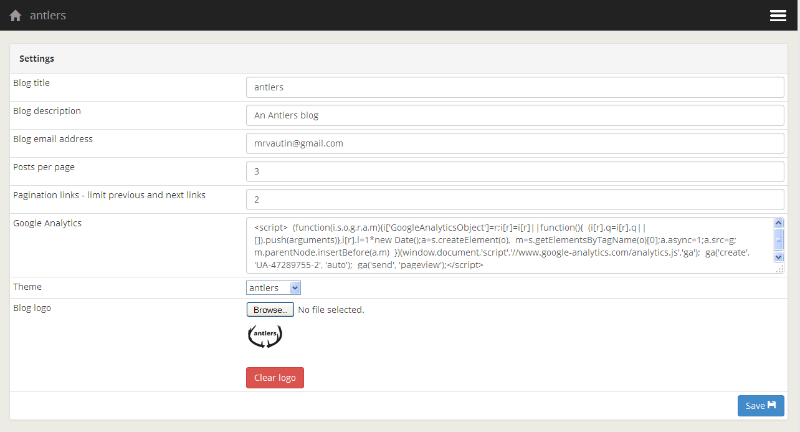 antlers
Settings
Blog title
antlers
Blog description
An Antlers blog
Blog email address
mrvautin@gmail.com
Posts per page
3
Pagination links - limit previous and next links
2
Google Analytics
<script>  (function(i,s,o,g,r,a,m){i['GoogleAnalyticsObject']=r;i[r]=i[r]||function(){  (i[r].q=i[r].q||
[]).push(arguments)},i[r].l=1*new Date();a=s.createElement(o),  m=s.getElementsByTagName(o)[0];a.async=1;a.src=g;
m.parentNode.insertBefore(a,m)  })(window,document,'script','//www.google-analytics.com/analytics.js','ga');  ga('create',
'UA-47289755-2', 'auto');  ga('send', 'pageview');</script>
Theme
antlers
Blog logo
Browse.. No file selected.
antlers
Clear logo
Save